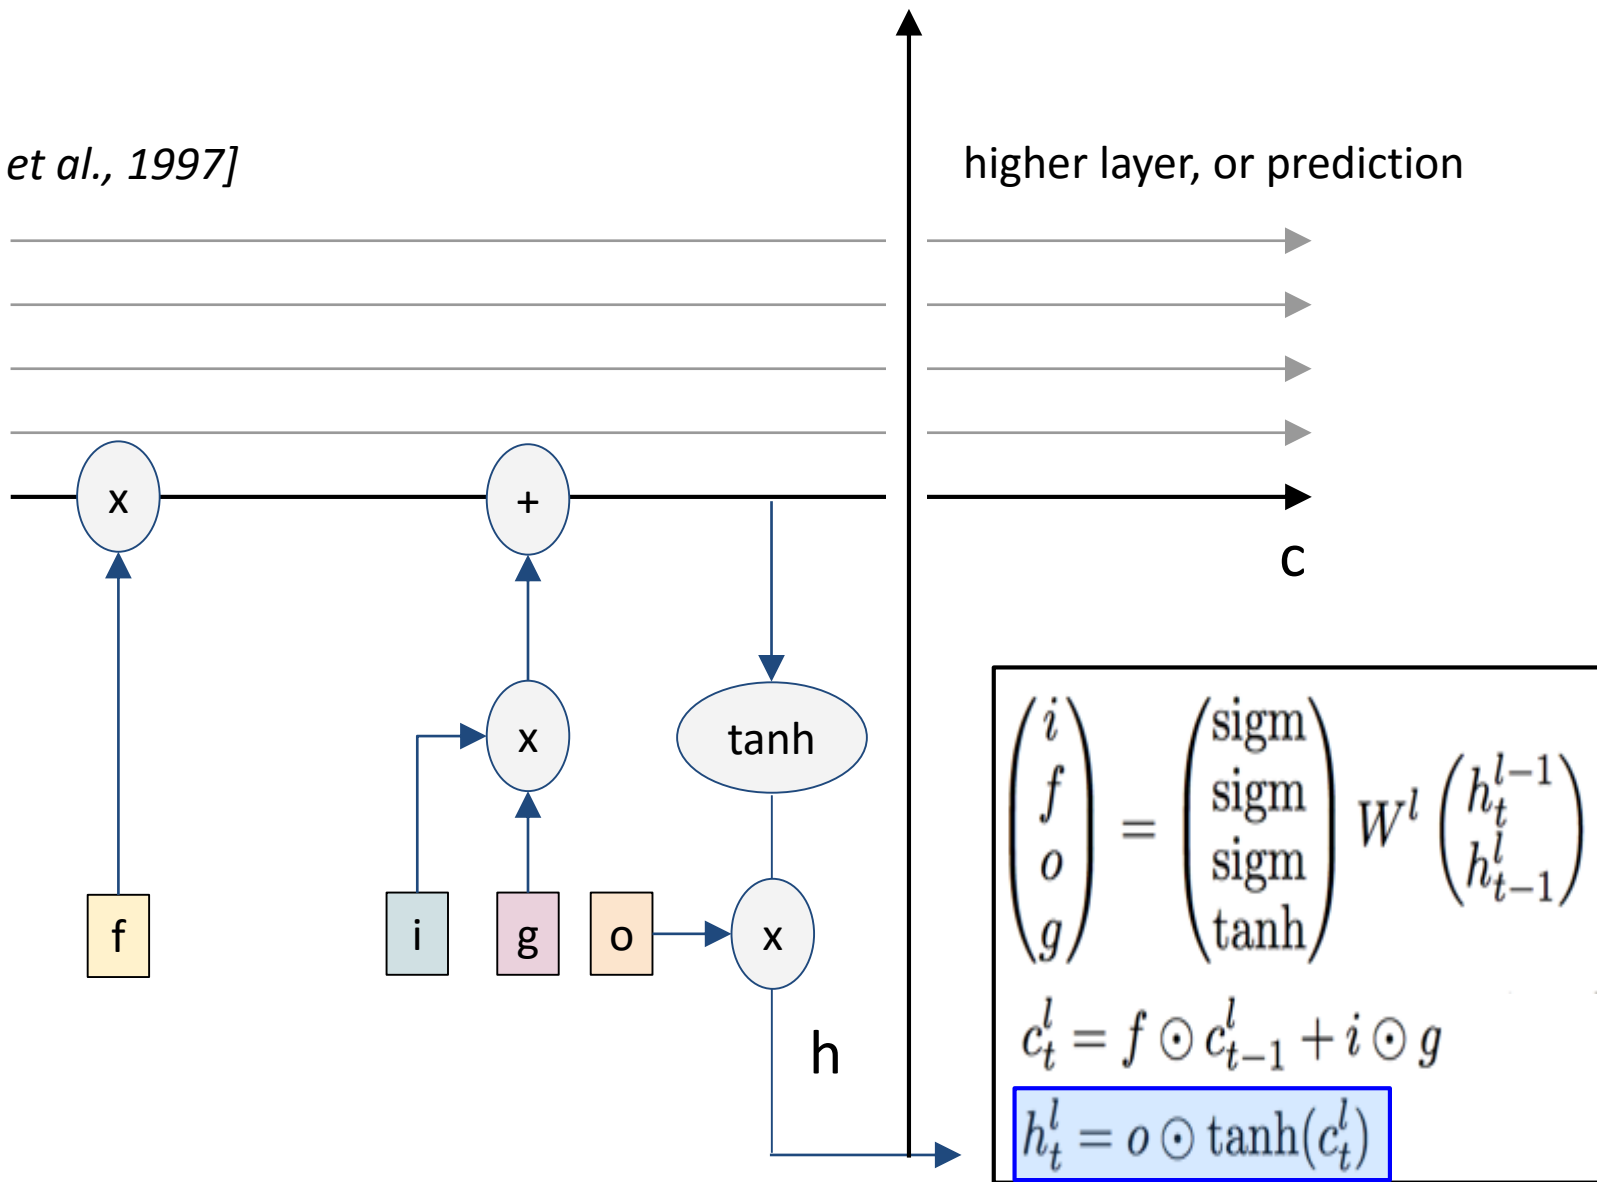 et al., 1997]
higher layer, or prediction
x
+
c
x
tanh
f
i
g
o
x
h
(i f o g) = (sigm sigm sigm tanh) W^l (h_t^{l-1} h_{t-1}^l)
c_t^l = f ⊙ c_{t-1}^l + i ⊙ g
h_t^l = o ⊙ tanh(c_t^l)